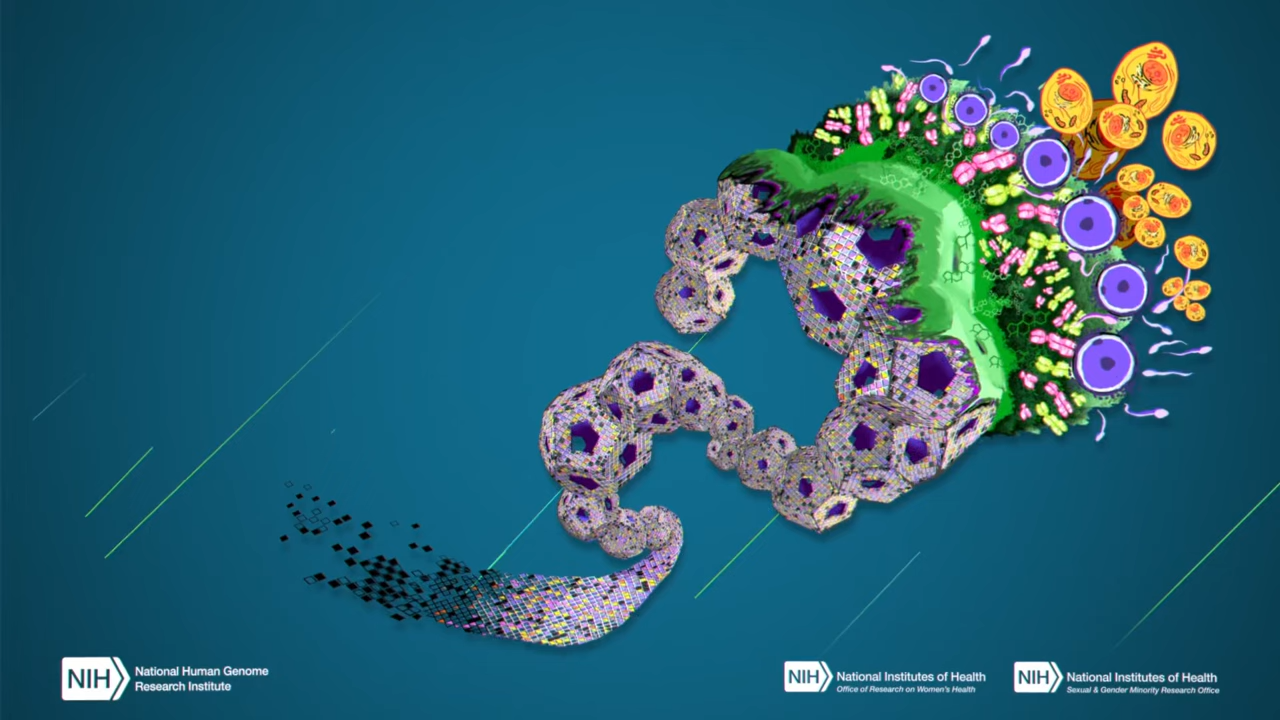 NIH National Human Genome
Research Institute
NIH National Institutes of Health
Office of Research on Women's Health
NIH National Institutes of Health
Sexual & Gender Minority Research Office